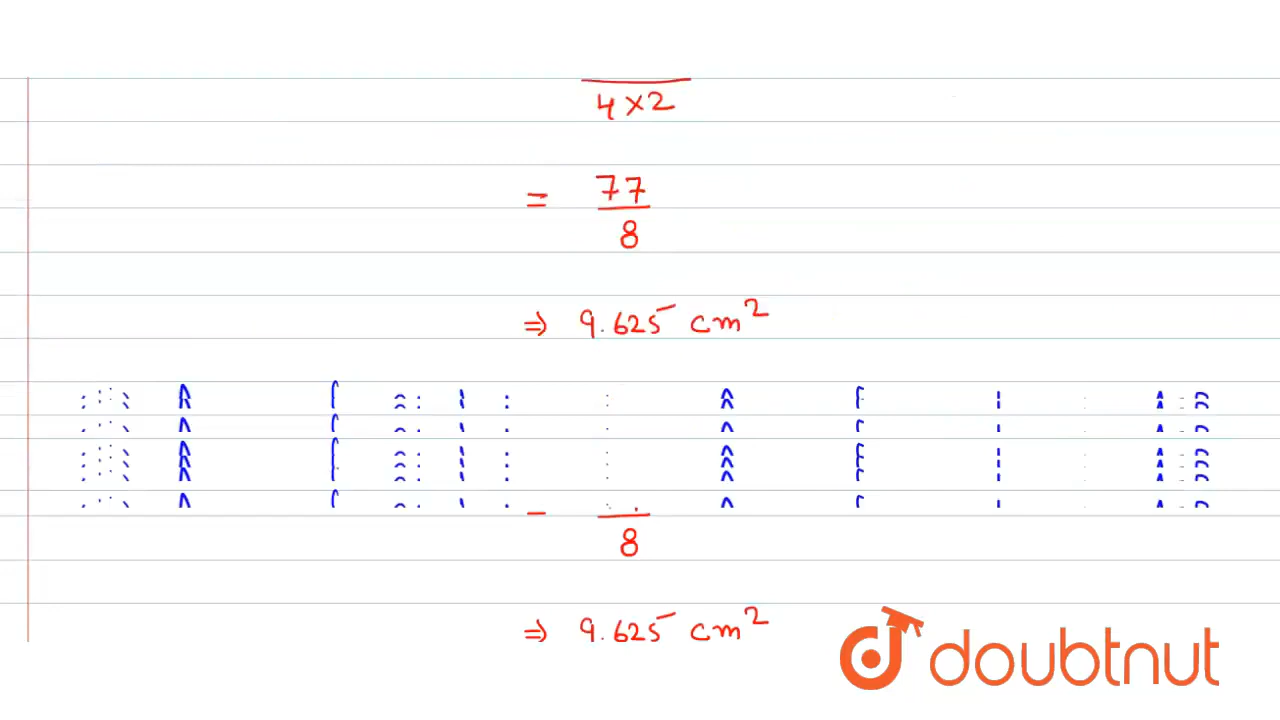 4 × 2
= 77
8
⇒ 9.625 cm²
8
⇒ 9.625 cm²
doubtnut